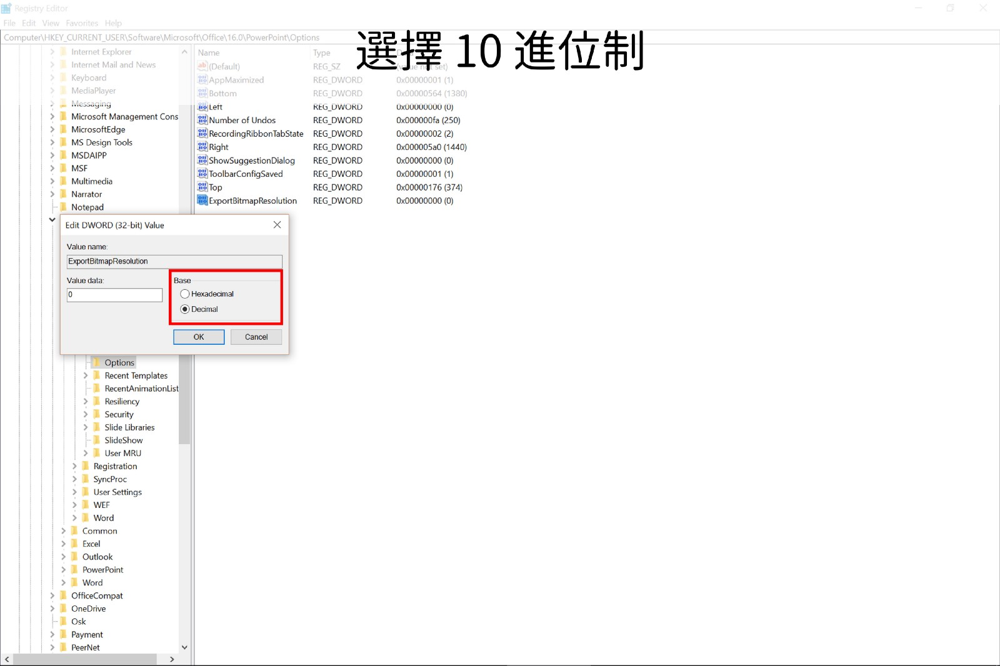 Registry Editor
File Edit View Favorites Help
Computer\HKEY_CURRENT_USER\Software\Microsoft\Office\16.0\PowerPoint\Options
選擇 10 進位制
Internet Explorer
Internet Mail and News
Keyboard
MediaPlayer
Messaging
Microsoft Management Cons
MicrosoftEdge
MS Design Tools
MSDAIPP
MSF
Multimedia
Narrator
Notepad
Name Type
(Default) REG_SZ (value not set)
AppMaximized REG_DWORD 0x00000001 (1)
Bottom REG_DWORD 0x00000564 (1380)
Left REG_DWORD 0x00000000 (0)
Number of Undos REG_DWORD 0x000000fa (250)
RecordingRibbonTabState REG_DWORD 0x00000002 (2)
Right REG_DWORD 0x000005a0 (1440)
ShowSuggestionDialog REG_DWORD 0x00000000 (0)
ToolbarConfigSaved REG_DWORD 0x00000001 (1)
Top REG_DWORD 0x00000176 (374)
ExportBitmapResolution REG_DWORD 0x00000000 (0)
Edit DWORD (32-bit) Value
Value name:
ExportBitmapResolution
Value data:
0
Base
Hexadecimal
Decimal
OK Cancel
Options
Recent Templates
RecentAnimationList
Resiliency
Security
Slide Libraries
SlideShow
User MRU
Registration
SyncProc
User Settings
WEF
Word
Common
Excel
Outlook
PowerPoint
Word
OfficeCompat
OneDrive
Osk
Payment
PeerNet